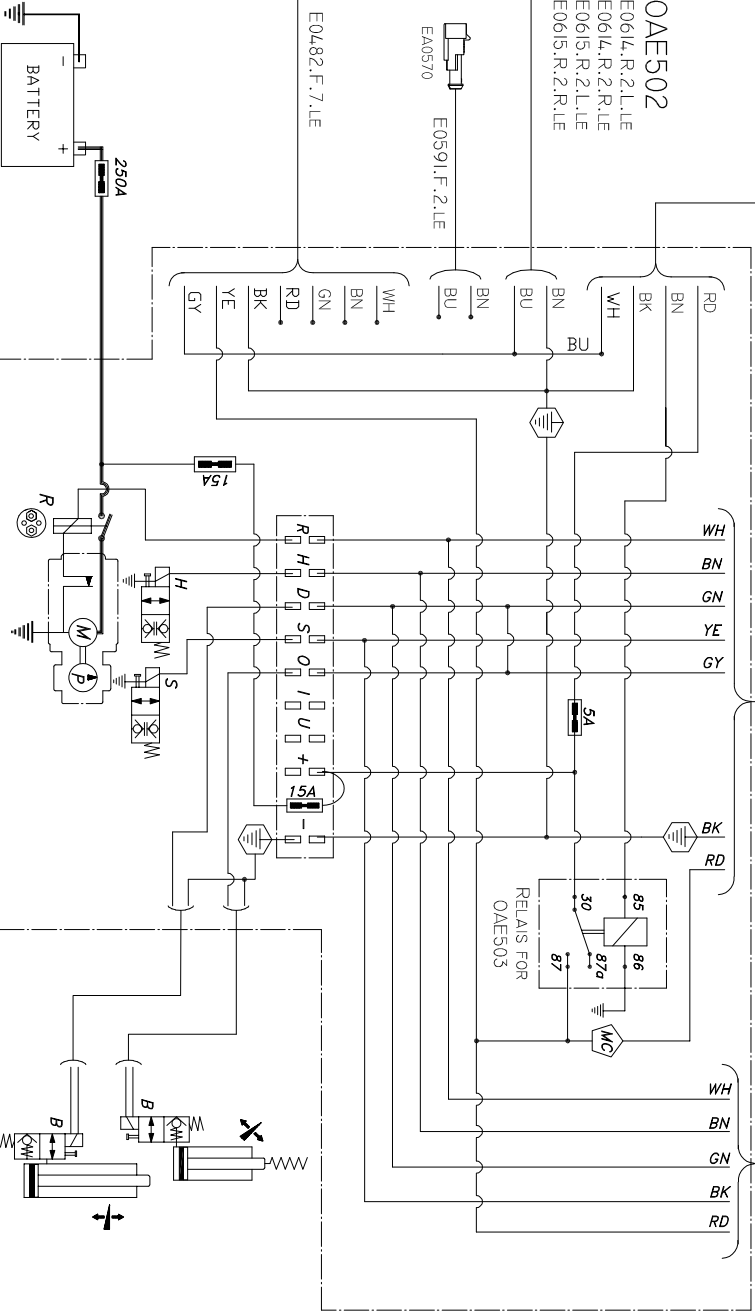 OAE502
E0614.R.2.L.LE
E0614.R.2.R.LE
E0615.R.2.L.LE
E0615.R.2.R.LE
EA0570
E0591.F.2.LE
E0482.F.7.LE
BATTERY
-
+
250A
GY
YE
BK
RD
GN
BN
WH
BU
BN
BU
BN
WH
BK
BN
RD
BU
15A
R
H
S
M
P
R
H
D
S
O
I
U
+
-
15A
5A
WH
BN
GN
YE
GY
BK
RD
RELAIS FOR
OAE503
30
85
87
87a
86
MC
WH
BN
GN
BK
RD
B
B